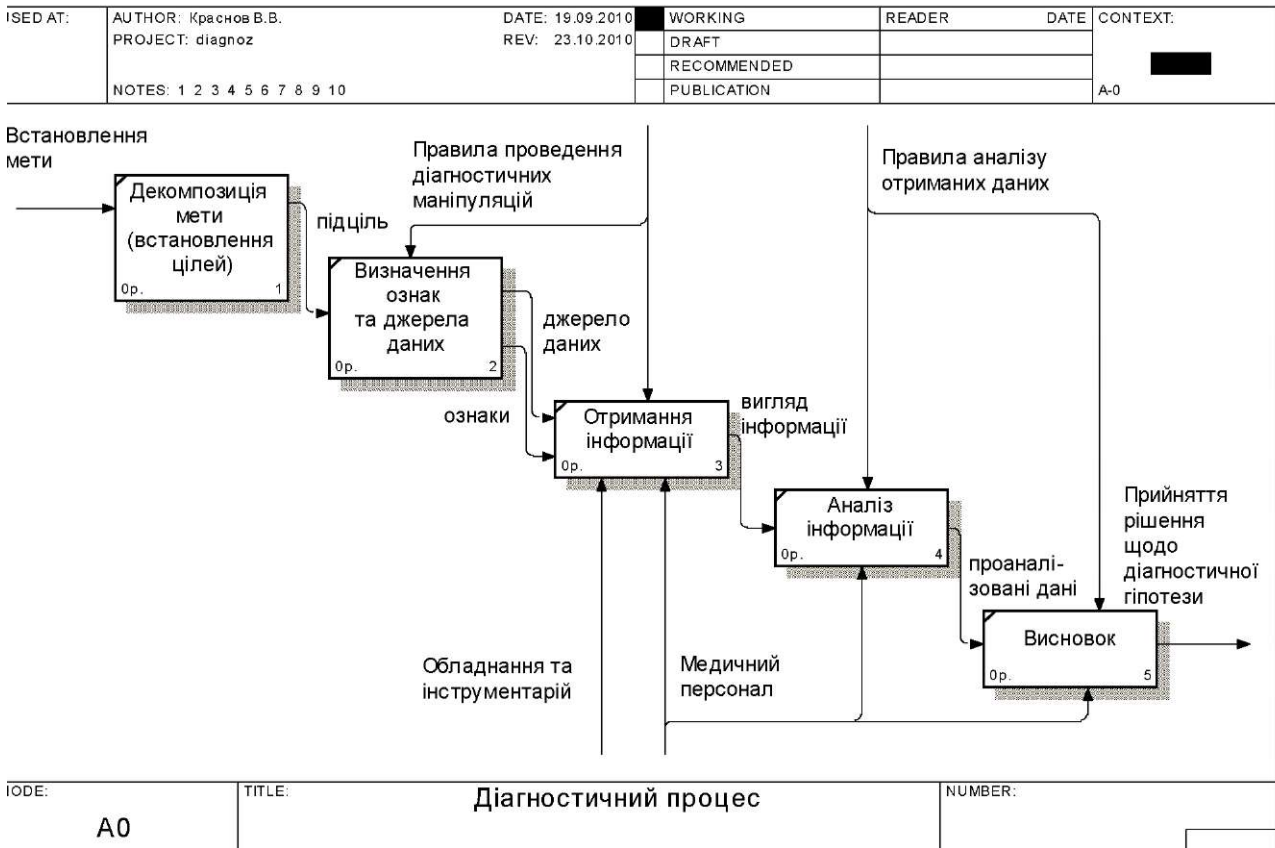 USED AT:
AUTHOR: Краснов В.В.
DATE: 19.09.2010
PROJECT: diagnoz
REV: 23.10.2010
NOTES: 1 2 3 4 5 6 7 8 9 10
WORKING
DRAFT
RECOMMENDED
PUBLICATION
READER
DATE
CONTEXT:
A-0
Встановлення
мети
Декомпозиція
мети
(встановлення
цілей)
0р.
1
підціль
Правила проведення
діагностичних
маніпуляцій
Правила аналізу
отриманих даних
Визначення
ознак
та джерела
даних
0р.
2
джерело
даних
ознаки
Отримання
інформації
0р.
3
вигляд
інформації
Аналіз
інформації
0р.
4
проаналі-
зовані дані
Прийняття
рішення
щодо
діагностичної
гіпотези
Висновок
0р.
5
Обладнання та
інструментарій
Медичний
персонал
NODE:
A0
TITLE:
Діагностичний процес
NUMBER: